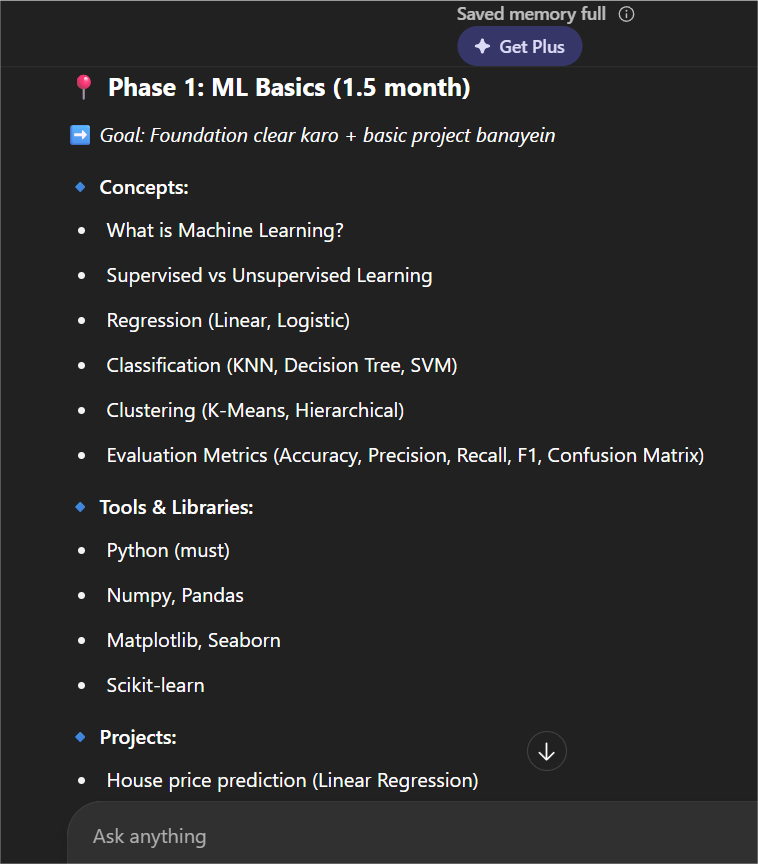 Saved memory full
Get Plus
Phase 1: ML Basics (1.5 month)
Goal: Foundation clear karo + basic project banayein
Concepts:
What is Machine Learning?
Supervised vs Unsupervised Learning
Regression (Linear, Logistic)
Classification (KNN, Decision Tree, SVM)
Clustering (K-Means, Hierarchical)
Evaluation Metrics (Accuracy, Precision, Recall, F1, Confusion Matrix)
Tools & Libraries:
Python (must)
Numpy, Pandas
Matplotlib, Seaborn
Scikit-learn
Projects:
House price prediction (Linear Regression)
Ask anything